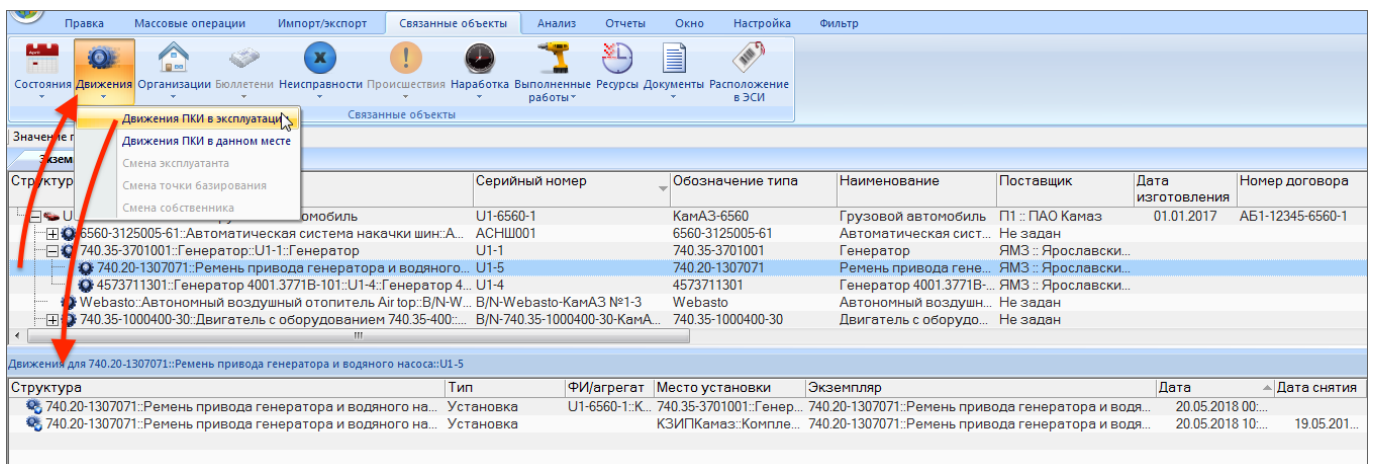 Правка Массовые операции Импорт/экспорт Связанные объекты Анализ Отчеты Окно Настройка Фильтр
Состояния Движения Организации Бюллетени Неисправности Происшествия Наработка Выполненные работы Ресурсы Документы Расположение в ЭСИ
Связанные объекты
Движения ПКИ в эксплуатаци
Движения ПКИ в данном месте
Смена эксплуатанта
Смена точки базирования
Смена собственника
Значение
Экзем
Структур Серийный номер Обозначение типа Наименование Поставщик Дата изготовления Номер договора
U омобиль U1-6560-1 КамАЗ-6560 Грузовой автомобиль П1 :: ПАО Камаз 01.01.2017 АБ1-12345-6560-1
6560-3125005-61::Автоматическая система накачки шин::А... АСНШ001 6560-3125005-61 Автоматическая сист... Не задан
740.35-3701001::Генератор::U1-1::Генератор U1-1 740.35-3701001 Генератор ЯМЗ :: Ярославски...
740.20-1307071::Ремень привода генератора и водяного... U1-5 740.20-1307071 Ремень привода гене... ЯМЗ :: Ярославски...
4573711301::Генератор 4001.3771В-101::U1-4::Генератор 4... U1-4 4573711301 Генератор 4001.3771В-... ЯМЗ :: Ярославски...
Webasto::Автономный воздушный отопитель Air top::B/N-W... B/N-Webasto-КамАЗ №1-3 Webasto Автономный воздушн... Не задан
740.35-1000400-30::Двигатель с оборудованием 740.35-400::... B/N-740.35-1000400-30-КамА... 740.35-1000400-30 Двигатель с оборудо... Не задан
Движения для 740.20-1307071::Ремень привода генератора и водяного насоса::U1-5
Структура Тип ФИ/агрегат Место установки Экземпляр Дата Дата снятия
740.20-1307071::Ремень привода генератора и водяного на... Установка U1-6560-1::К... 740.35-3701001::Генер... 740.20-1307071::Ремень привода генератора и водя... 20.05.2018 00:...
740.20-1307071::Ремень привода генератора и водяного на... Установка КЗИПКамаз::Компле... 740.20-1307071::Ремень привода генератора и водя... 20.05.2018 10:... 19.05.201...